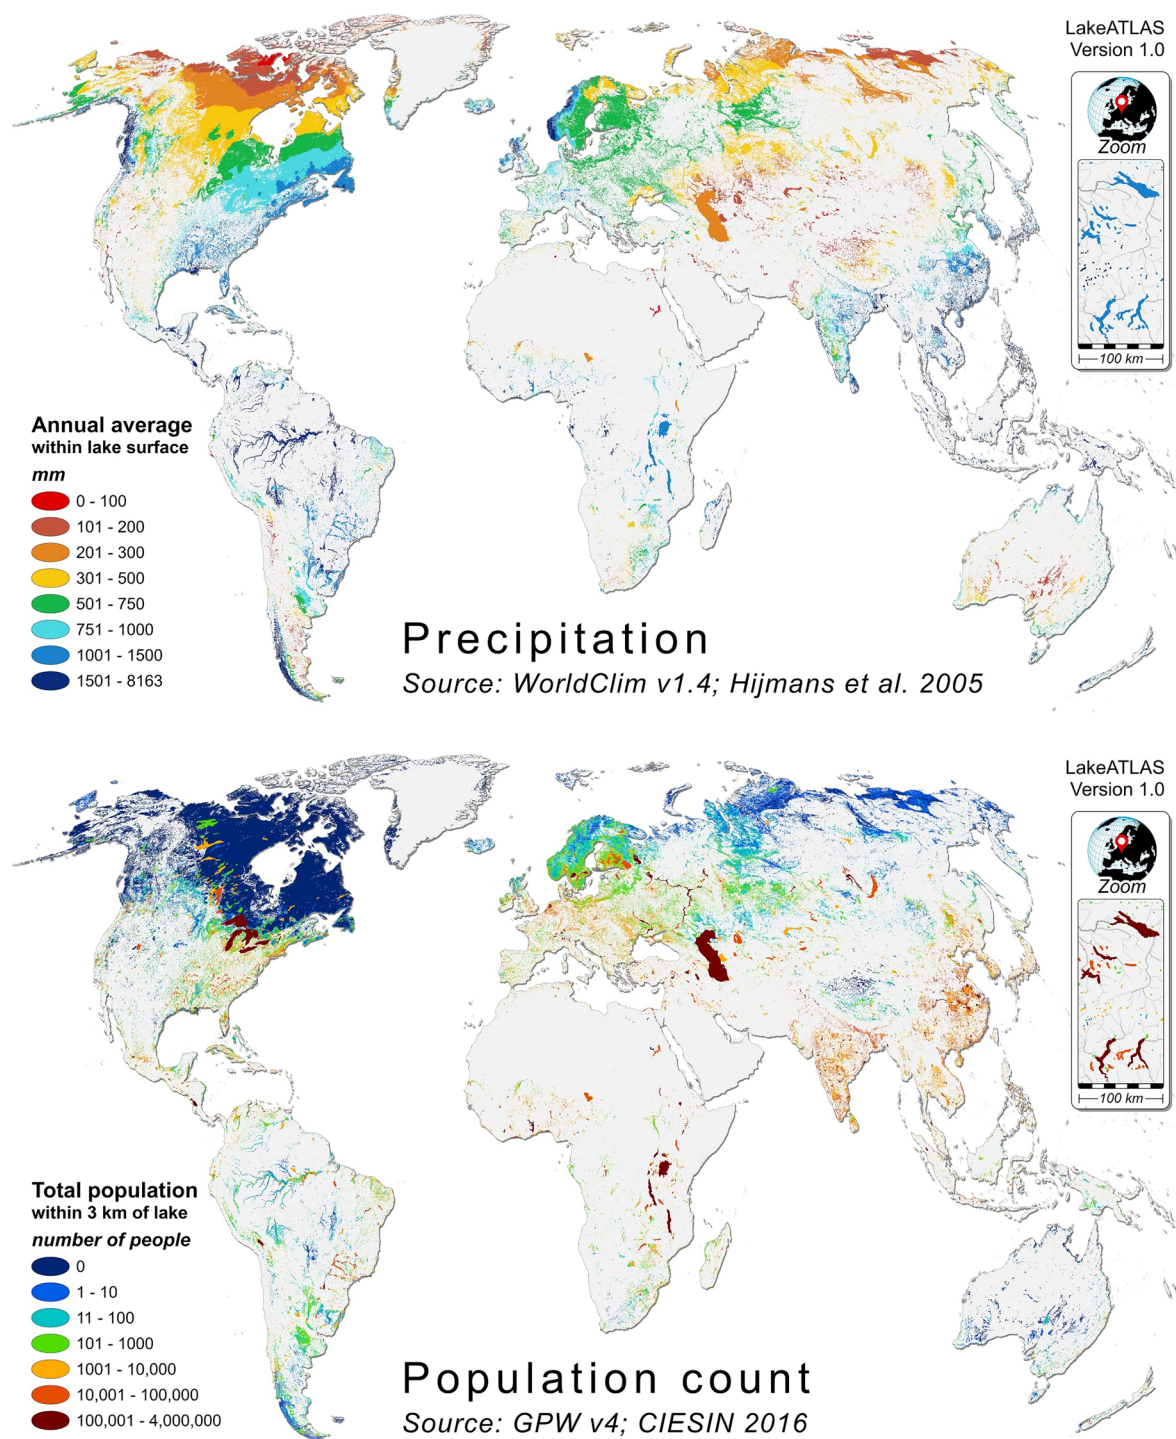 LakeATLAS
Version 1.0
Zoom
100 km
Annual average
within lake surface
mm
0 - 100
101 - 200
201 - 300
301 - 500
501 - 750
751 - 1000
1001 - 1500
1501 - 8163
Precipitation
Source: WorldClim v1.4; Hijmans et al. 2005
LakeATLAS
Version 1.0
Zoom
100 km
Total population
within 3 km of lake
number of people
0
1 - 10
11 - 100
101 - 1000
1001 - 10,000
10,001 - 100,000
100,001 - 4,000,000
Population count
Source: GPW v4; CIESIN 2016